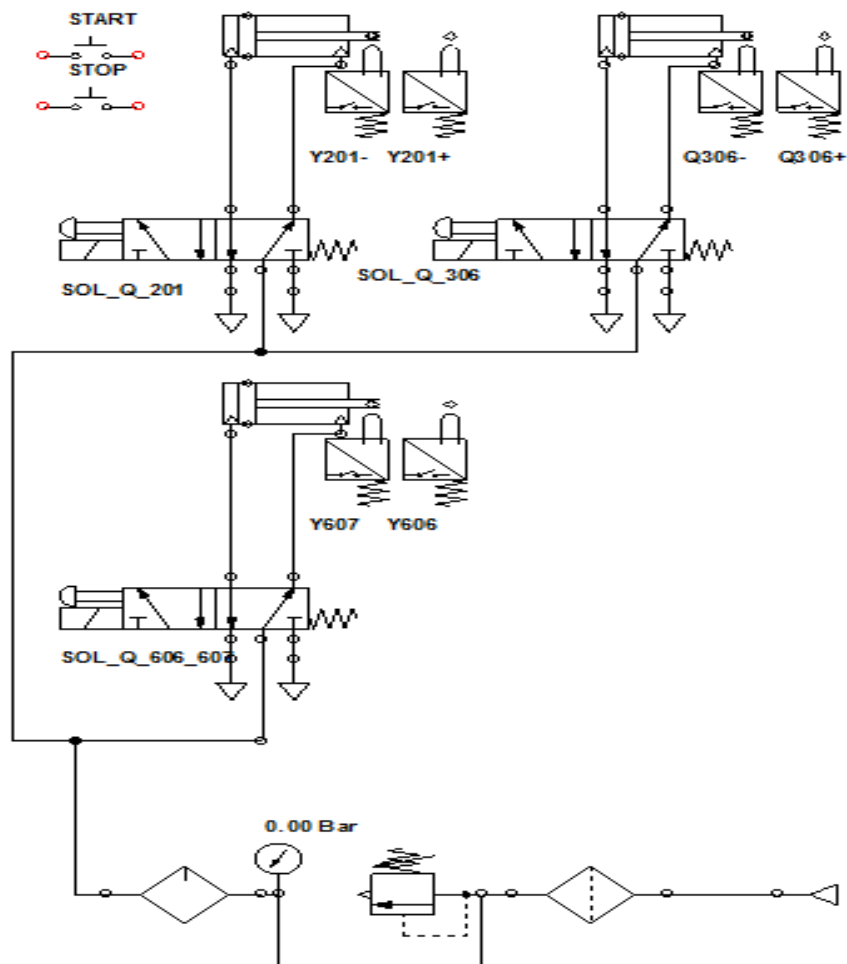 START
STOP
Y201- Y201+
Q306- Q306+
SOL_Q_201
SOL_Q_306
Y607 Y606
SOL_Q_606_607
0.00 Bar